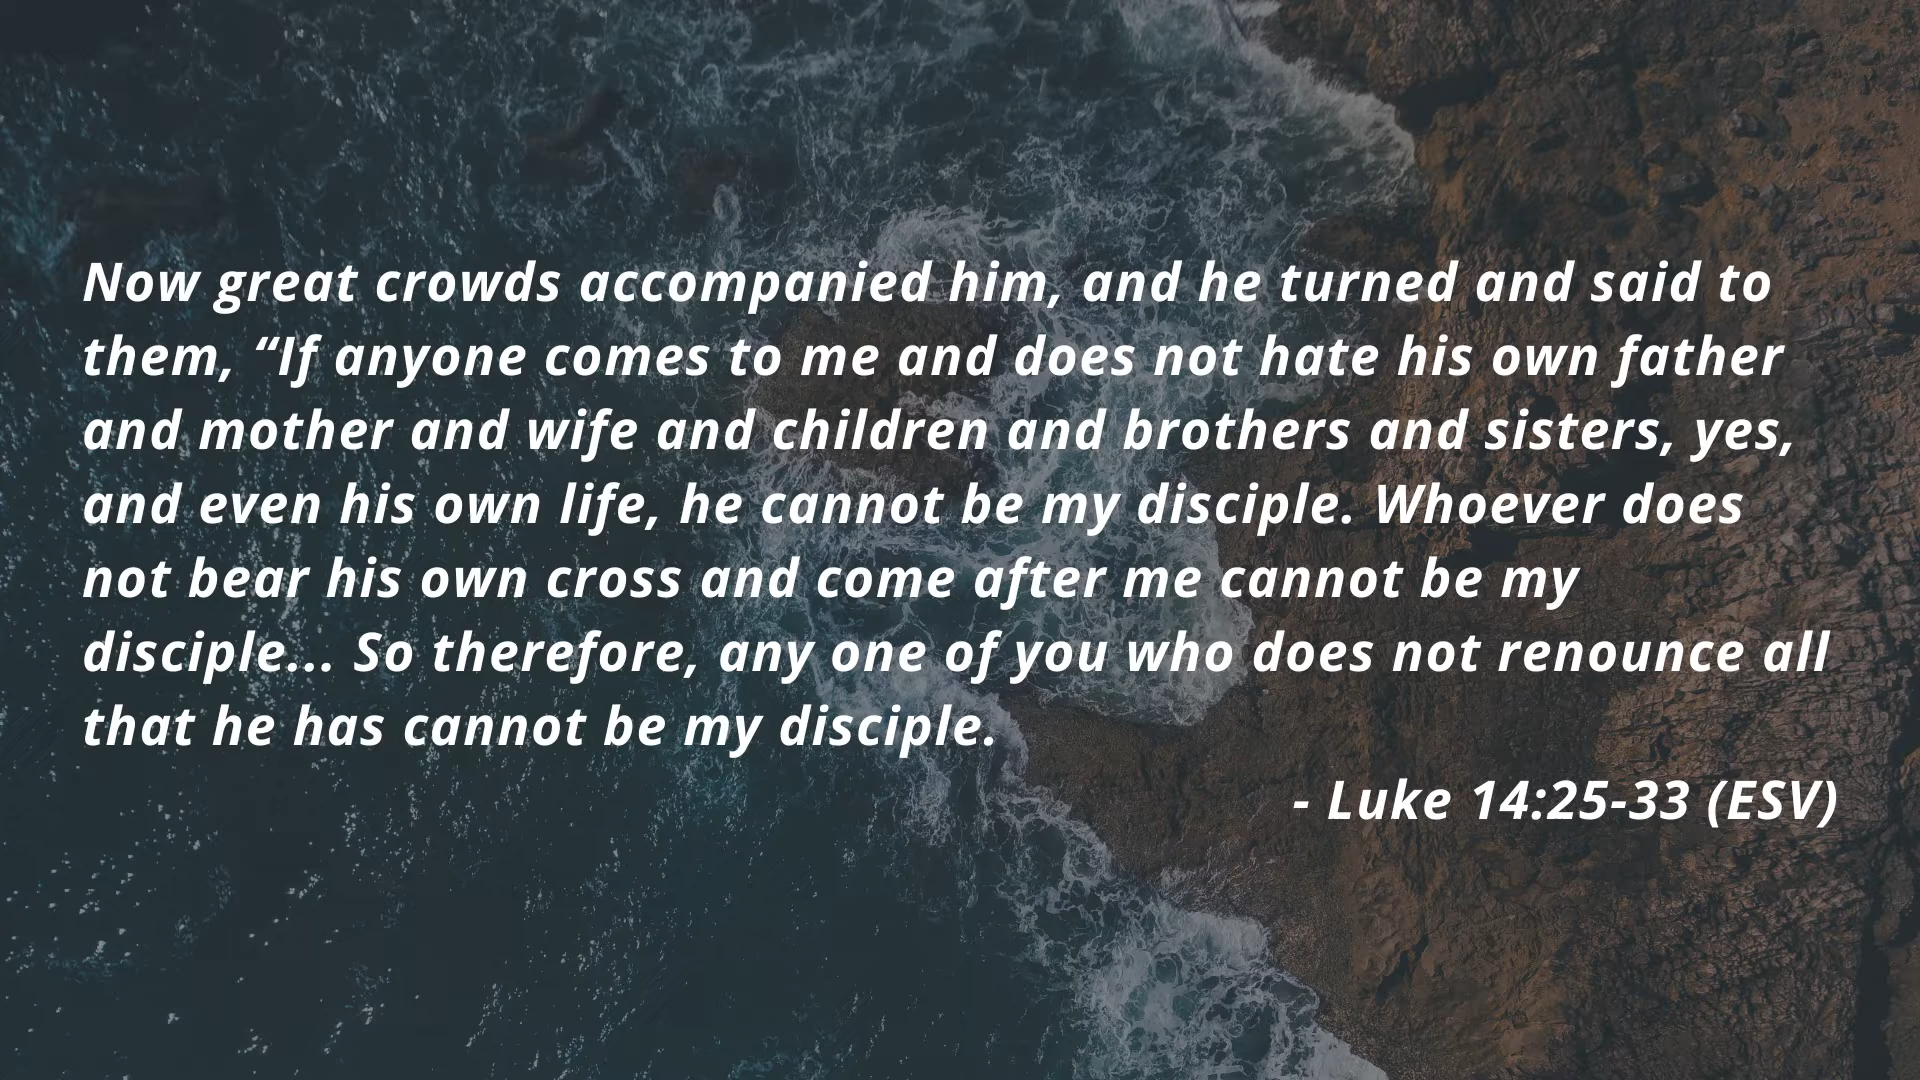 Now great crowds accompanied him, and he turned and said to
them, “If anyone comes to me and does not hate his own father
and mother and wife and children and brothers and sisters, yes,
and even his own life, he cannot be my disciple. Whoever does
not bear his own cross and come after me cannot be my
disciple... So therefore, any one of you who does not renounce all
that he has cannot be my disciple.
- Luke 14:25-33 (ESV)